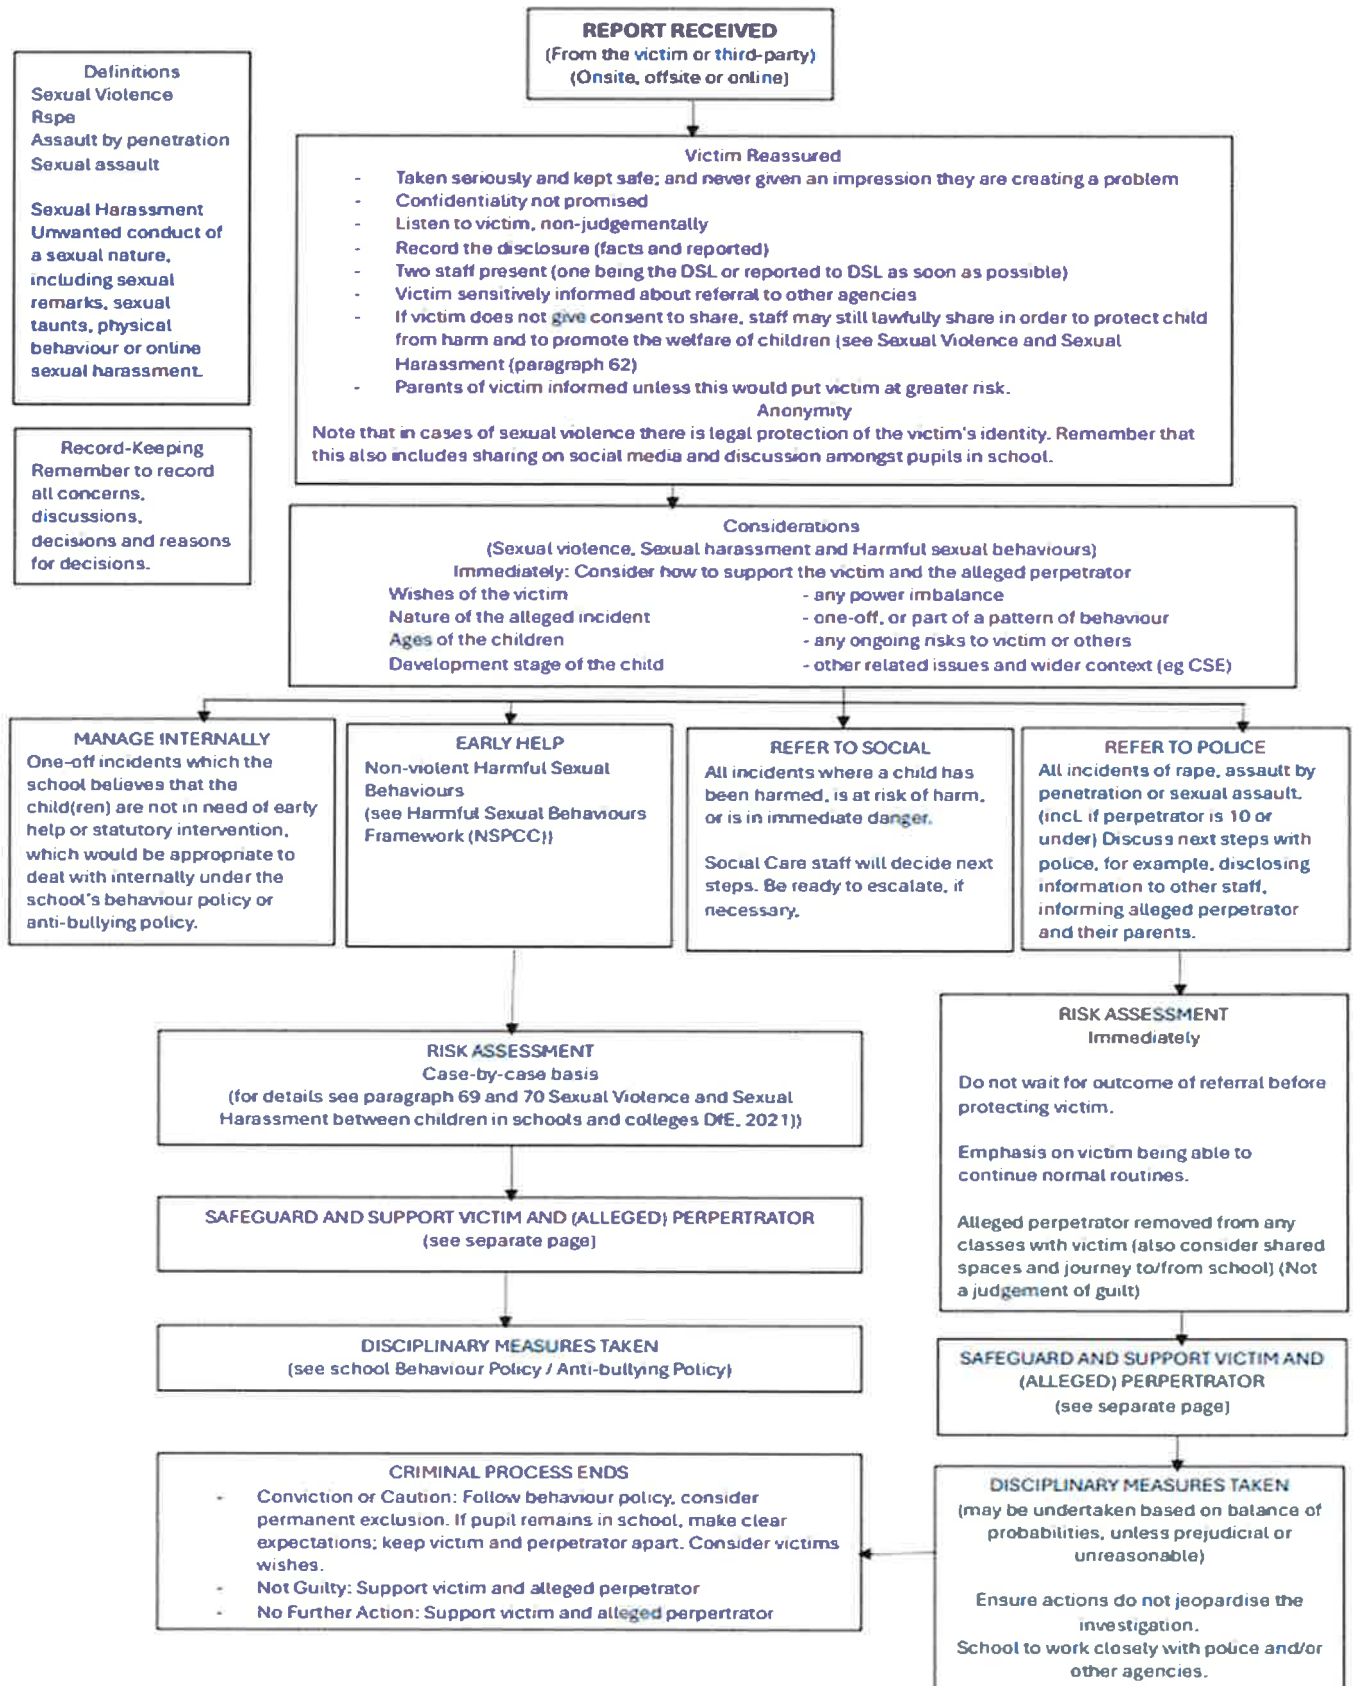 REPORT RECEIVED
(From the victim or third-party)
(Onsite, offsite or online)
Definitions
Sexual Violence
Rspe
Assault by penetration
Sexual assault
Sexual Harassment
Unwanted conduct of
a sexual nature,
including sexual
remarks, sexual
taunts, physical
behaviour or online
sexual harassment.
Victim Reassured
- Taken seriously and kept safe; and never given an impression they are creating a problem
- Confidentiality not promised
- Listen to victim, non-judgementally
- Record the disclosure (facts and reported)
- Two staff present (one being the DSL or reported to DSL as soon as possible)
- Victim sensitively informed about referral to other agencies
- If victim does not give consent to share, staff may still lawfully share in order to protect child
from harm and to promote the welfare of children (see Sexual Violence and Sexual
Harassment (paragraph 62)
- Parents of victim informed unless this would put victim at greater risk.
Anonymity
Note that in cases of sexual violence there is legal protection of the victim's identity. Remember that
this also includes sharing on social media and discussion amongst pupils in school.
Record-Keeping
Remember to record
all concerns,
discussions,
decisions and reasons
for decisions.
Considerations
(Sexual violence, Sexual harassment and Harmful sexual behaviours)
Immediately: Consider how to support the victim and the alleged perpetrator
Wishes of the victim - any power imbalance
Nature of the alleged incident - one-off, or part of a pattern of behaviour
Ages of the children - any ongoing risks to victim or others
Development stage of the child - other related issues and wider context (eg CSE)
MANAGE INTERNALLY
One-off incidents which the
school believes that the
child(ren) are not in need of early
help or statutory intervention,
which would be appropriate to
deal with internally under the
school's behaviour policy or
anti-bullying policy.
EARLY HELP
Non-violent Harmful Sexual
Behaviours
(see Harmful Sexual Behaviours
Framework (NSPCC))
REFER TO SOCIAL
All incidents where a child has
been harmed, is at risk of harm,
or is in immediate danger.
Social Care staff will decide next
steps. Be ready to escalate, if
necessary.
REFER TO POLICE
All incidents of rape, assault by
penetration or sexual assault.
(incl. if perpetrator is 10 or
under) Discuss next steps with
police, for example, disclosing
information to other staff,
informing alleged perpetrator
and their parents.
RISK ASSESSMENT
Case-by-case basis
(for details see paragraph 69 and 70 Sexual Violence and Sexual
Harassment between children in schools and colleges DfE, 2021))
SAFEGUARD AND SUPPORT VICTIM AND (ALLEGED) PERPERTRATOR
(see separate page)
DISCIPLINARY MEASURES TAKEN
(see school Behaviour Policy / Anti-bullying Policy)
RISK ASSESSMENT
Immediately
Do not wait for outcome of referral before
protecting victim.
Emphasis on victim being able to
continue normal routines.
Alleged perpetrator removed from any
classes with victim (also consider shared
spaces and journey to/from school) (Not
a judgement of guilt)
SAFEGUARD AND SUPPORT VICTIM AND
(ALLEGED) PERPERTRATOR
(see separate page)
DISCIPLINARY MEASURES TAKEN
(may be undertaken based on balance of
probabilities, unless prejudicial or
unreasonable)
Ensure actions do not jeopardise the
investigation.
School to work closely with police and/or
other agencies.
CRIMINAL PROCESS ENDS
- Conviction or Caution: Follow behaviour policy, consider
permanent exclusion. If pupil remains in school, make clear
expectations; keep victim and perpetrator apart. Consider victims
wishes.
- Not Guilty: Support victim and alleged perpetrator
- No Further Action: Support victim and alleged perpertrator